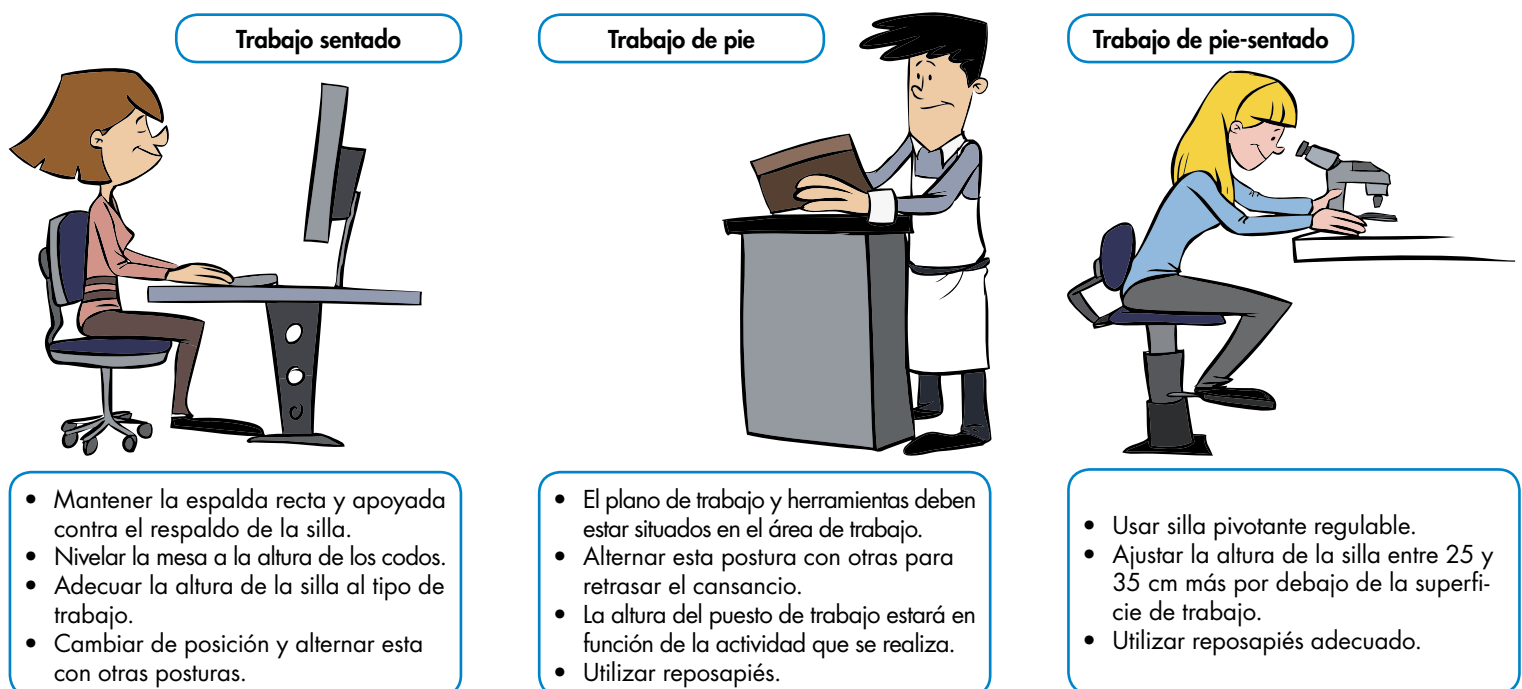 Trabajo sentado
• Mantener la espalda recta y apoyada
contra el respaldo de la silla.
• Nivelar la mesa a la altura de los codos.
• Adecuar la altura de la silla al tipo de
trabajo.
• Cambiar de posición y alternar esta
con otras posturas.
Trabajo de pie
• El plano de trabajo y herramientas deben
estar situados en el área de trabajo.
• Alternar esta postura con otras para
retrasar el cansancio.
• La altura del puesto de trabajo estará en
función de la actividad que se realiza.
• Utilizar reposapiés.
Trabajo de pie-sentado
• Usar silla pivotante regulable.
• Ajustar la altura de la silla entre 25 y
35 cm más por debajo de la superfi-
cie de trabajo.
• Utilizar reposapiés adecuado.